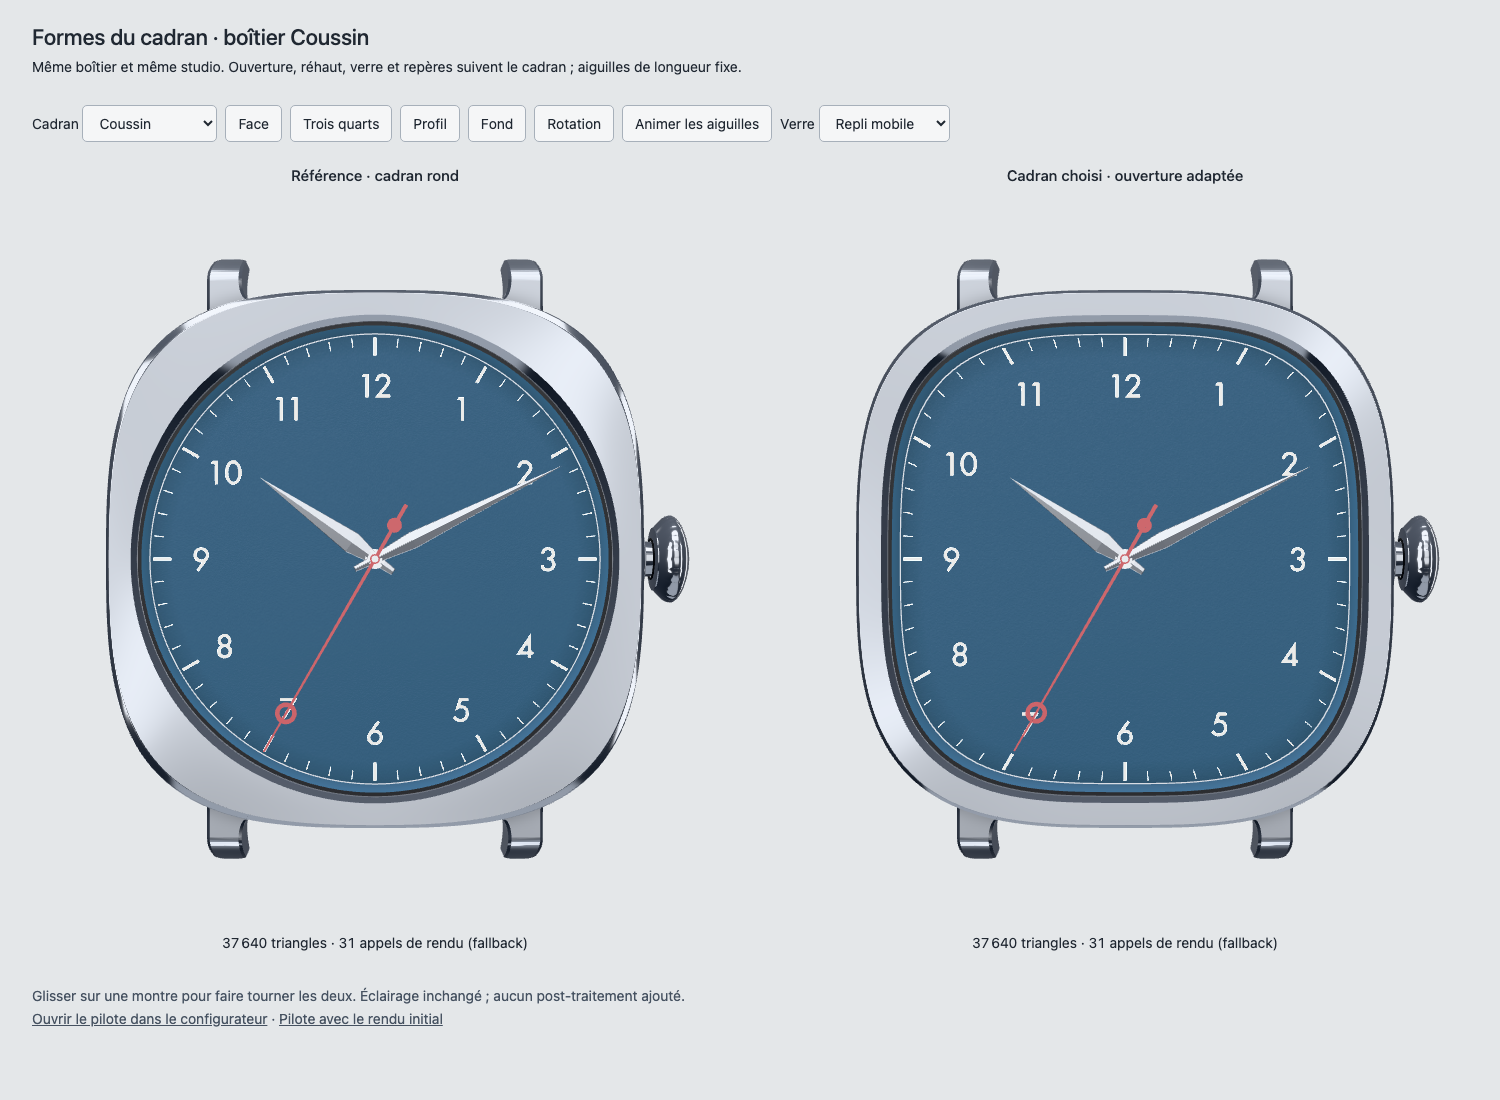 Formes du cadran · boîtier Coussin
Même boîtier et même studio. Ouverture, réhaut, verre et repères suivent le cadran ; aiguilles de longueur fixe.
Cadran Coussin Face Trois quarts Profil Fond Rotation Animer les aiguilles Verre Repli mobile
Référence · cadran rond
12
1
2
3
4
5
6
7
8
9
10
11
37 640 triangles · 31 appels de rendu (fallback)
Cadran choisi · ouverture adaptée
12
1
2
3
4
5
6
7
8
9
10
11
37 640 triangles · 31 appels de rendu (fallback)
Glisser sur une montre pour faire tourner les deux. Éclairage inchangé ; aucun post-traitement ajouté.
Ouvrir le pilote dans le configurateur · Pilote avec le rendu initial